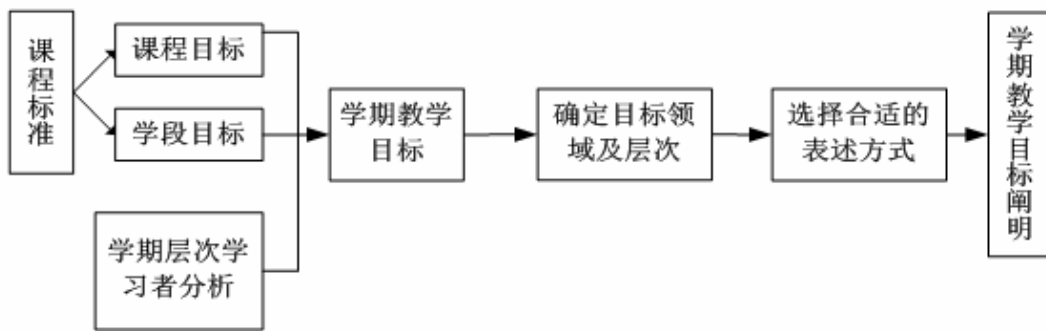 课程标准
课程目标
学段目标
学期层次学
习者分析
学期教学
目标
确定目标领
域及层次
选择合适的
表述方式
学期教学目标阐明